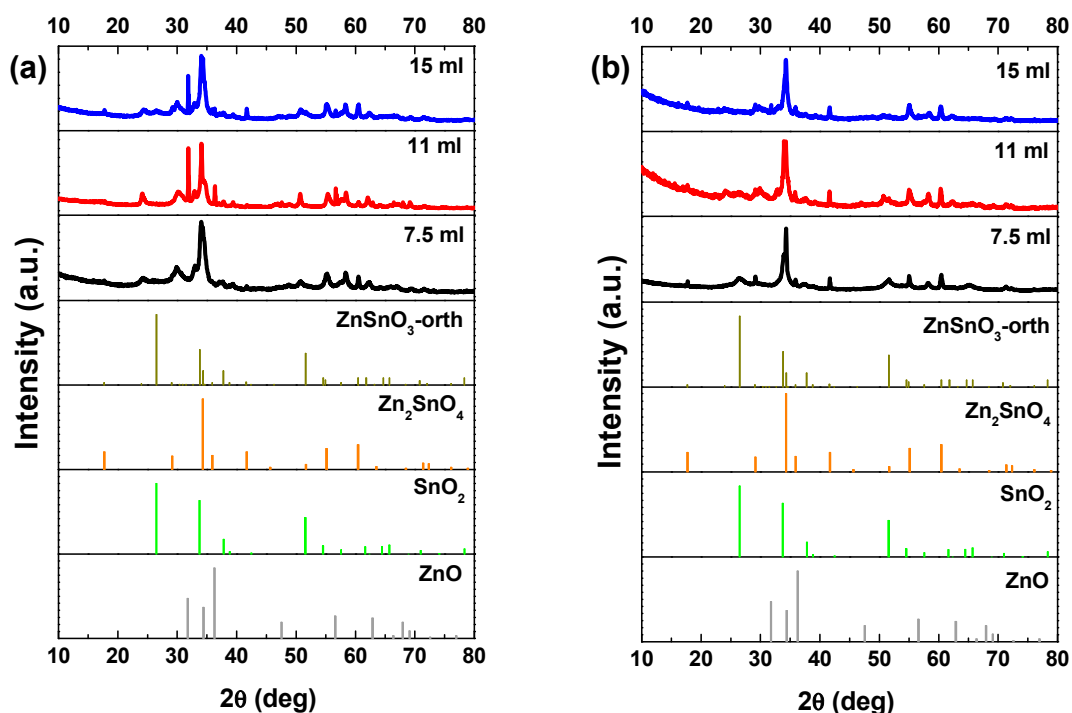 10 20 30 40 50 60 70 80
(a)
15 ml
11 ml
7.5 ml
ZnSnO₃-orth
Zn₂SnO₄
SnO₂
ZnO
Intensity (a.u.)
10 20 30 40 50 60 70 80
2θ (deg)
10 20 30 40 50 60 70 80
(b)
15 ml
11 ml
7.5 ml
ZnSnO₃-orth
Zn₂SnO₄
SnO₂
ZnO
Intensity (a.u.)
10 20 30 40 50 60 70 80
2θ (deg)